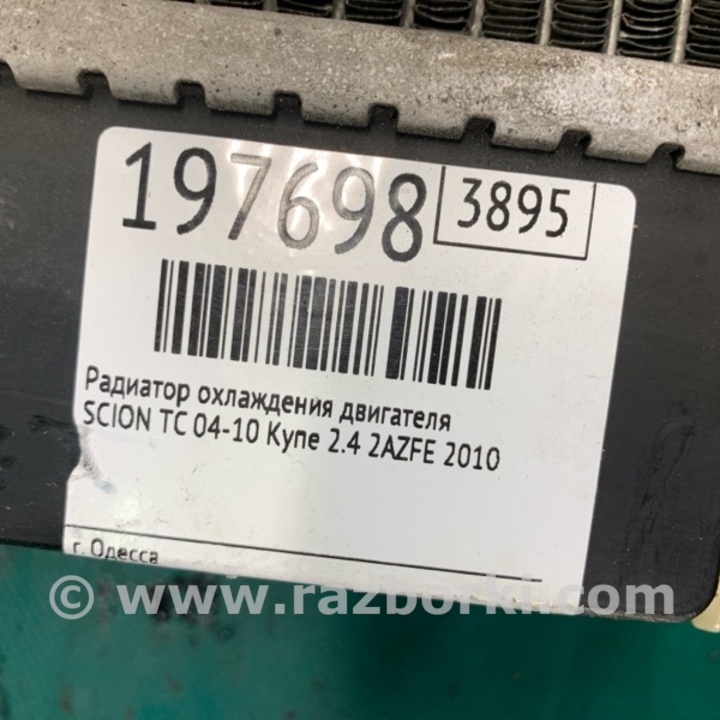 197698
3895
Радиатор охлаждения двигателя
SCION TC 04-10 Купе 2.4 2AZFE 2010
г. Одесса
© www.razborki.com